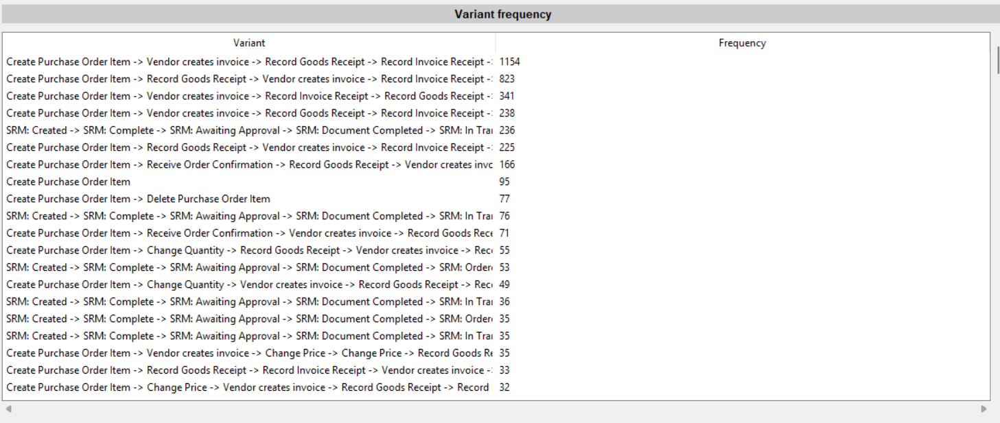 Variant frequency
Variant Frequency
Create Purchase Order Item -> Vendor creates invoice -> Record Goods Receipt -> Record Invoice Receipt -> 1154
Create Purchase Order Item -> Record Goods Receipt -> Vendor creates invoice -> Record Invoice Receipt -> 823
Create Purchase Order Item -> Vendor creates invoice -> Record Invoice Receipt -> Record Goods Receipt -> 341
Create Purchase Order Item -> Vendor creates invoice -> Record Goods Receipt -> Record Invoice Receipt -> 238
SRM: Created -> SRM: Complete -> SRM: Awaiting Approval -> SRM: Document Completed -> SRM: In Tra 236
Create Purchase Order Item -> Record Goods Receipt -> Vendor creates invoice -> Record Invoice Receipt -> 225
Create Purchase Order Item -> Receive Order Confirmation -> Record Goods Receipt -> Vendor creates invo 166
Create Purchase Order Item 95
Create Purchase Order Item -> Delete Purchase Order Item 77
SRM: Created -> SRM: Complete -> SRM: Awaiting Approval -> SRM: Document Completed -> SRM: In Tra 76
Create Purchase Order Item -> Receive Order Confirmation -> Vendor creates invoice -> Record Goods Rece 71
Create Purchase Order Item -> Change Quantity -> Record Goods Receipt -> Vendor creates invoice -> Rec 55
SRM: Created -> SRM: Complete -> SRM: Awaiting Approval -> SRM: Document Completed -> SRM: Order 53
Create Purchase Order Item -> Change Quantity -> Vendor creates invoice -> Record Goods Receipt -> Rec 49
SRM: Created -> SRM: Complete -> SRM: Awaiting Approval -> SRM: Document Completed -> SRM: In Tra 36
SRM: Created -> SRM: Complete -> SRM: Awaiting Approval -> SRM: Document Completed -> SRM: Order 35
SRM: Created -> SRM: Complete -> SRM: Awaiting Approval -> SRM: Document Completed -> SRM: In Tra 35
Create Purchase Order Item -> Vendor creates invoice -> Change Price -> Change Price -> Record Goods Re 35
Create Purchase Order Item -> Record Goods Receipt -> Record Invoice Receipt -> Vendor creates invoice -> 33
Create Purchase Order Item -> Change Price -> Vendor creates invoice -> Record Goods Receipt -> Record 32